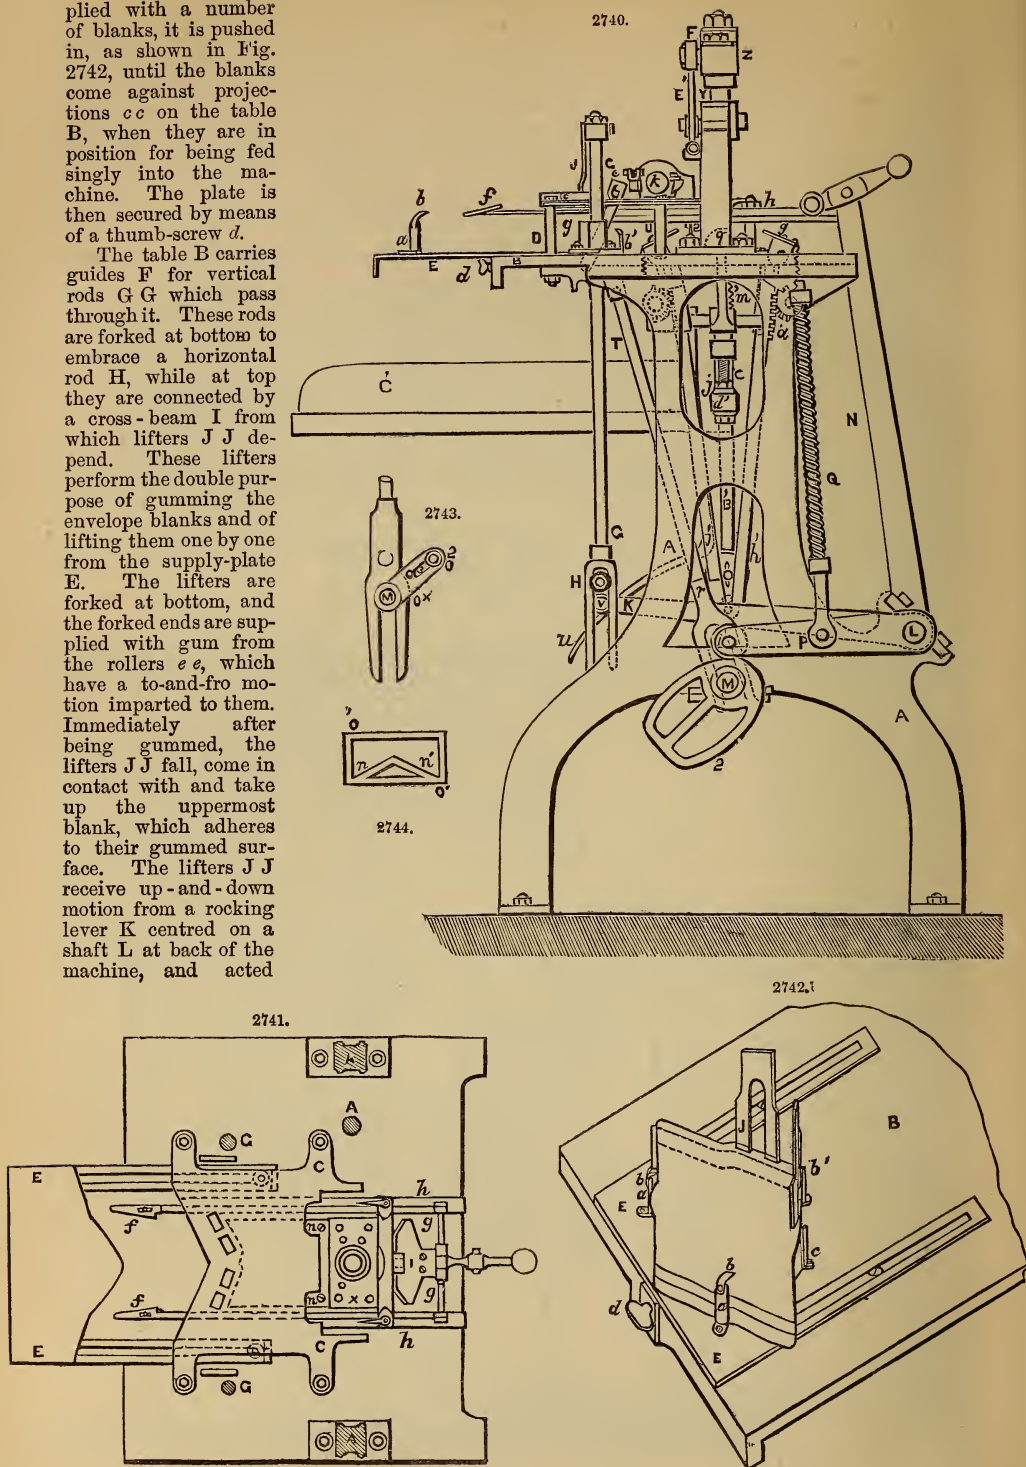 plied with a number
of blanks, it is pushed
in, as shown in Fig.
2742, until the blanks
come against projec-
tions c c on the table
B, when they are in
position for being fed
singly into the ma-
chine. The plate is
then secured by means
of a thumb-screw d.
The table B carries
guides F for vertical
rods G G which pass
through it. These rods
are forked at bottom to
embrace a horizontal
rod H, while at top
they are connected by
a cross-beam I from
which lifters J J de-
pend. These lifters
perform the double pur-
pose of gumming the
envelope blanks and of
lifting them one by one
from the supply-plate
E. The lifters are
forked at bottom, and
the forked ends are sup-
plied with gum from
the rollers e e, which
have a to-and-fro mo-
tion imparted to them.
Immediately after
being gummed, the
lifters J J fall, come in
contact with and take
up the uppermost
blank, which adheres
to their gummed sur-
face. The lifters J J
receive up-and-down
motion from a rocking
lever K centred on a
shaft L at back of the
machine, and acted
2740.
F
Z
E'
Y
J
G
k
b
f
h
a
g
D
b'
q
g
E
d
B
m
a
T
C'
j
C
d'
N
Q
B'
G
A
h
H
v
K
r
u
P
L
M
E
A
2
2743.
M
2
0
0x
'
0
n n'
0'
2744.
2741.
A
A
G
C
E
h
f
g
n
x
n
g
f
h
E
C
G
A
2742.
J
B
b'
b
a
E
c
b
d
E